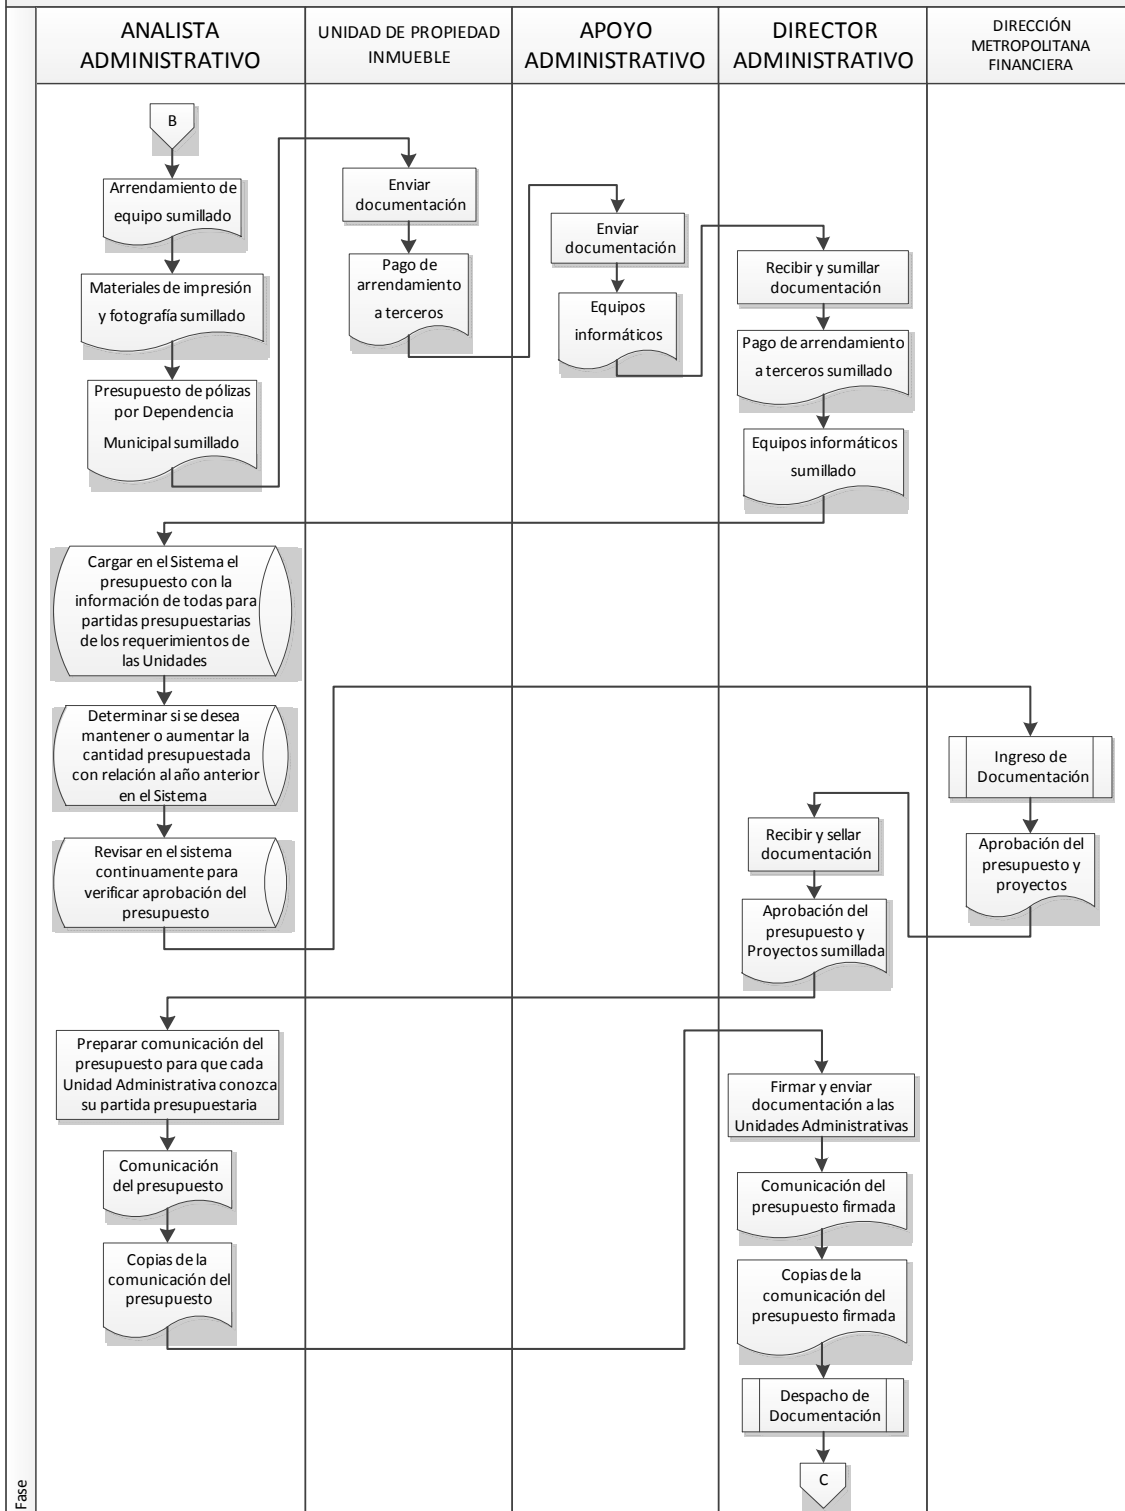 ANALISTA
ADMINISTRATIVO
UNIDAD DE PROPIEDAD
INMUEBLE
APOYO
ADMINISTRATIVO
DIRECTOR
ADMINISTRATIVO
DIRECCIÓN
METROPOLITANA
FINANCIERA
B
Arrendamiento de
equipo sumillado
Materiales de impresión
y fotografía sumillado
Presupuesto de pólizas
por Dependencia
Municipal sumillado
Enviar
documentación
Pago de
arrendamiento
a terceros
Enviar
documentación
Equipos
informáticos
Recibir y sumillar
documentación
Pago de arrendamiento
a terceros sumillado
Equipos informáticos
sumillado
Cargar en el Sistema el
presupuesto con la
información de todas para
partidas presupuestarias
de los requerimientos de
las Unidades
Determinar si se desea
mantener o aumentar la
cantidad presupuestada
con relación al año anterior
en el Sistema
Revisar en el sistema
continuamente para
verificar aprobación del
presupuesto
Ingreso de
Documentación
Aprobación del
presupuesto y
proyectos
Recibir y sellar
documentación
Aprobación del
presupuesto y
Proyectos sumillada
Preparar comunicación del
presupuesto para que cada
Unidad Administrativa conozca
su partida presupuestaria
Comunicación
del presupuesto
Copias de la
comunicación del
presupuesto
Firmar y enviar
documentación a las
Unidades Administrativas
Comunicación del
presupuesto firmada
Copias de la
comunicación del
presupuesto firmada
Despacho de
Documentación
C
Fase